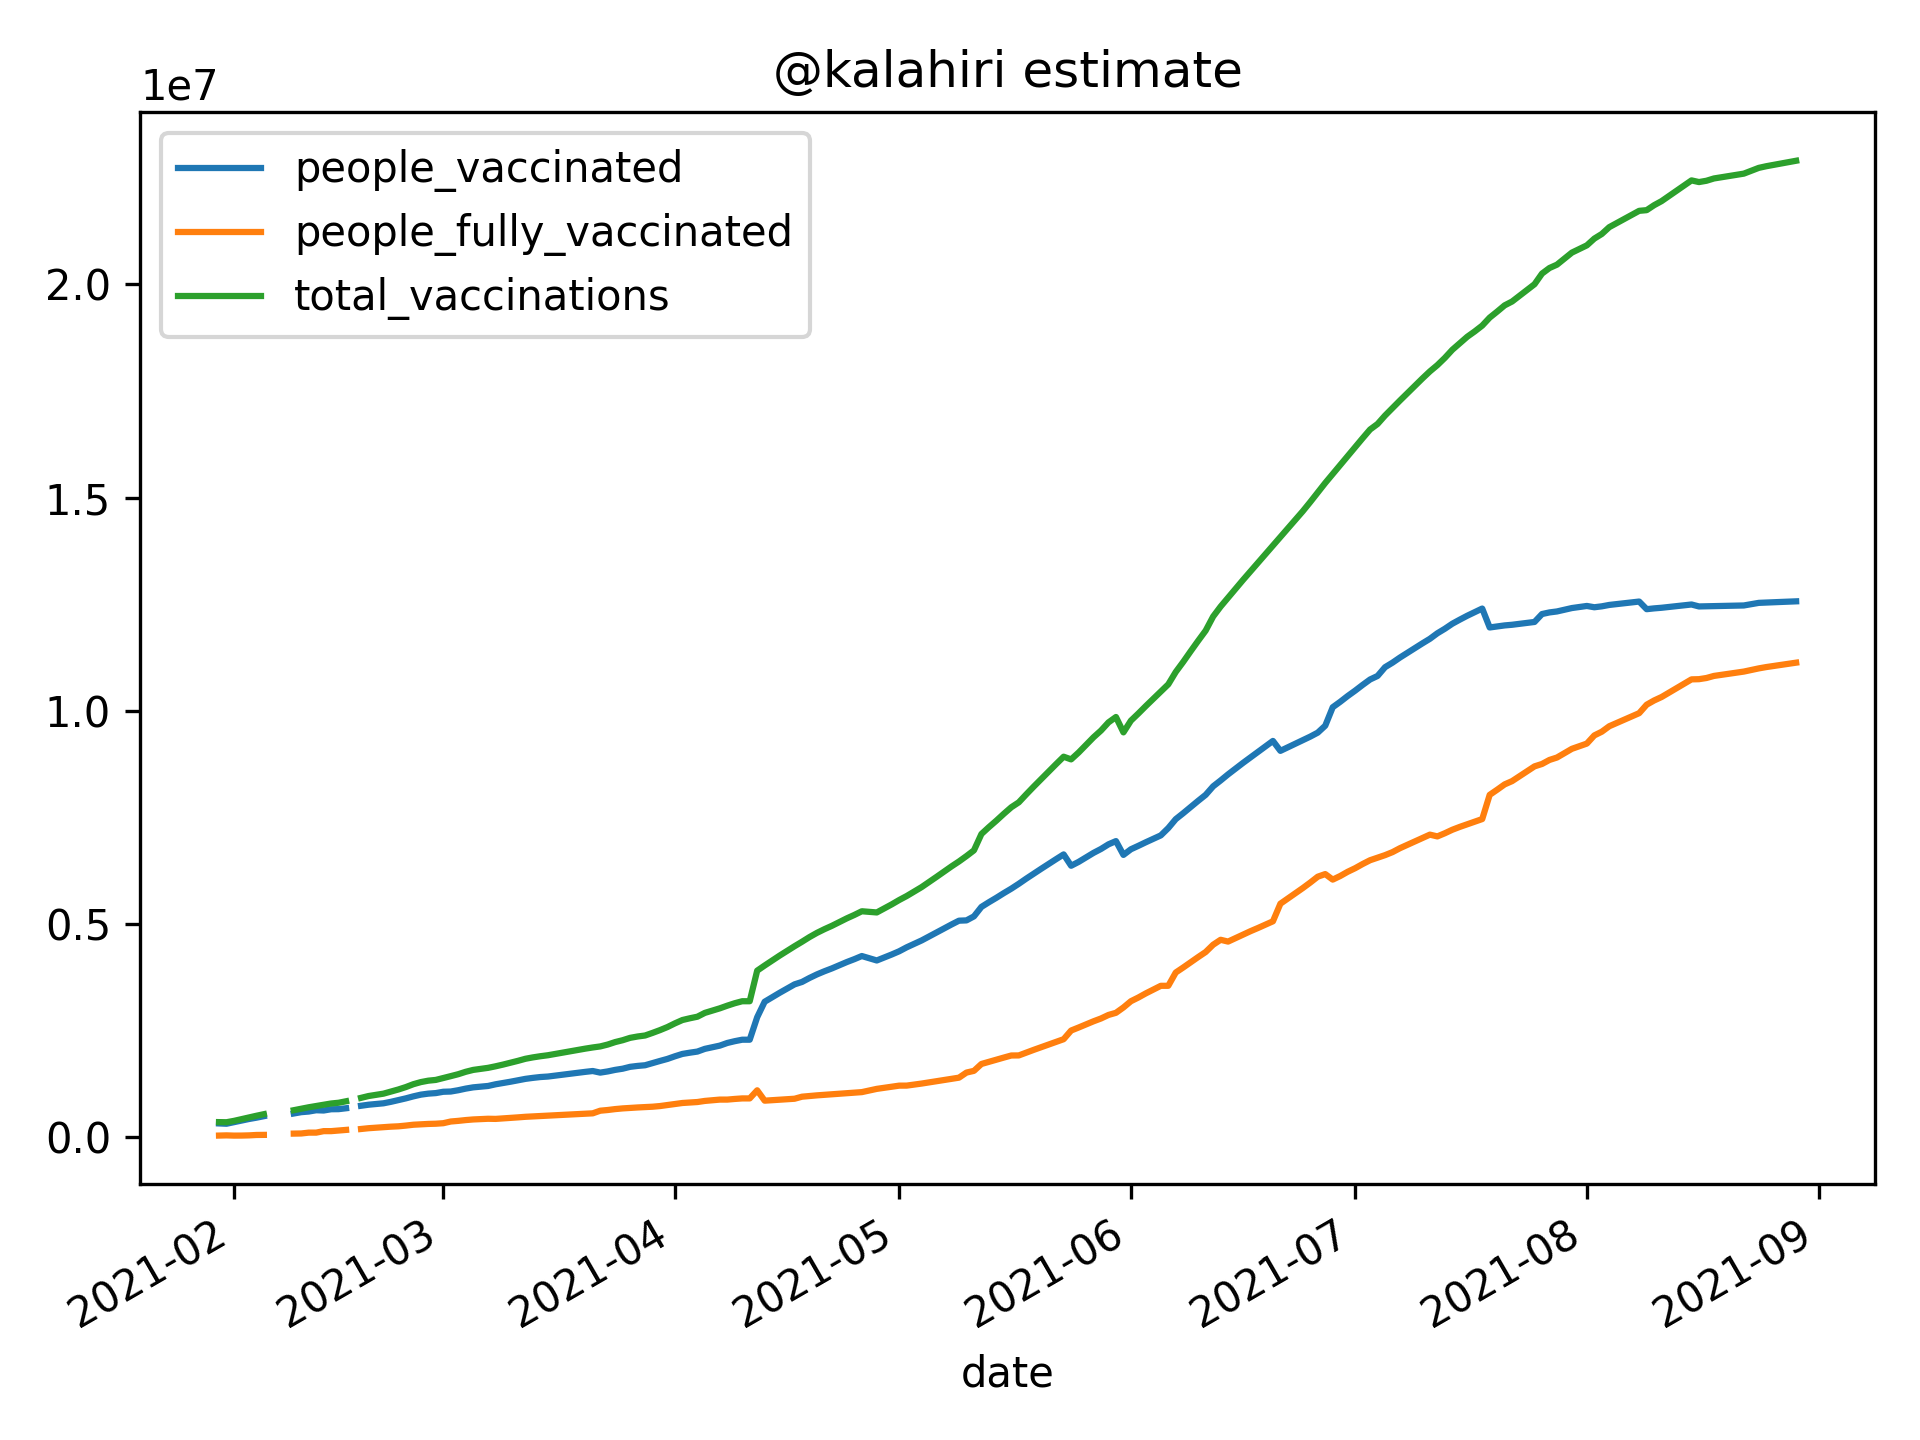 @kalahiri estimate
1e7
people_vaccinated
people_fully_vaccinated
total_vaccinations
2.0
1.5
1.0
0.5
0.0
2021-02
2021-03
2021-04
2021-05
2021-06
2021-07
2021-08
2021-09
date